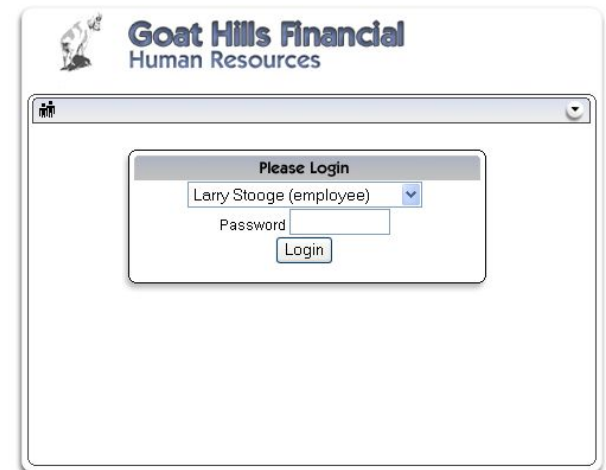 Goat Hills Financial
Human Resources
Please Login
Larry Stooge (employee)
Password
Login